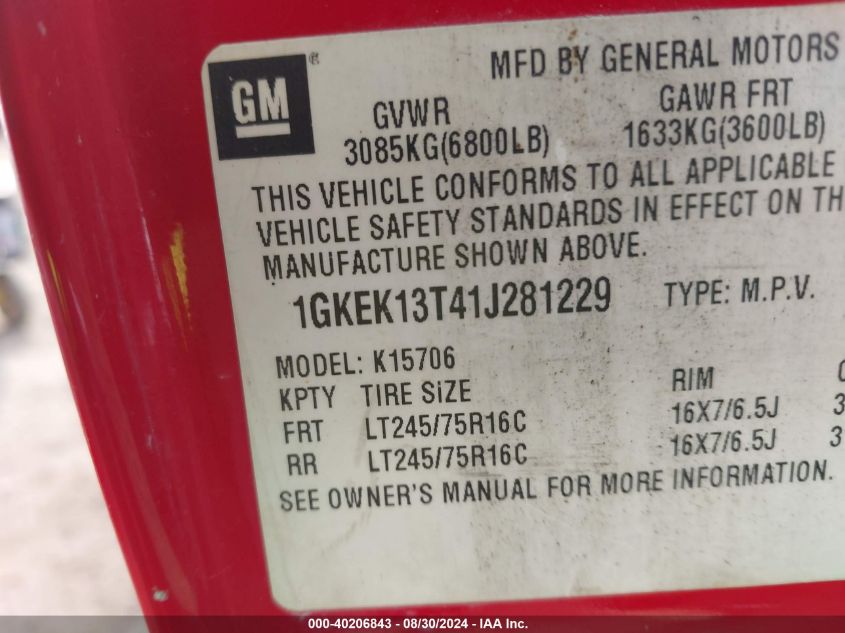 GM ®
MFD BY GENERAL MOTORS
GVWR GAWR FRT
3085KG(6800LB) 1633KG(3600LB)
THIS VEHICLE CONFORMS TO ALL APPLICABLE
VEHICLE SAFETY STANDARDS IN EFFECT ON TH
MANUFACTURE SHOWN ABOVE.
1GKEK13T41J281229 TYPE: M.P.V.
MODEL: K15706
KPTY TIRE SIZE RIM
FRT LT245/75R16C 16X7/6.5J 3
RR LT245/75R16C 16X7/6.5J 3
SEE OWNER'S MANUAL FOR MORE INFORMATION.
000-40206843 - 08/30/2024 - IAA Inc.